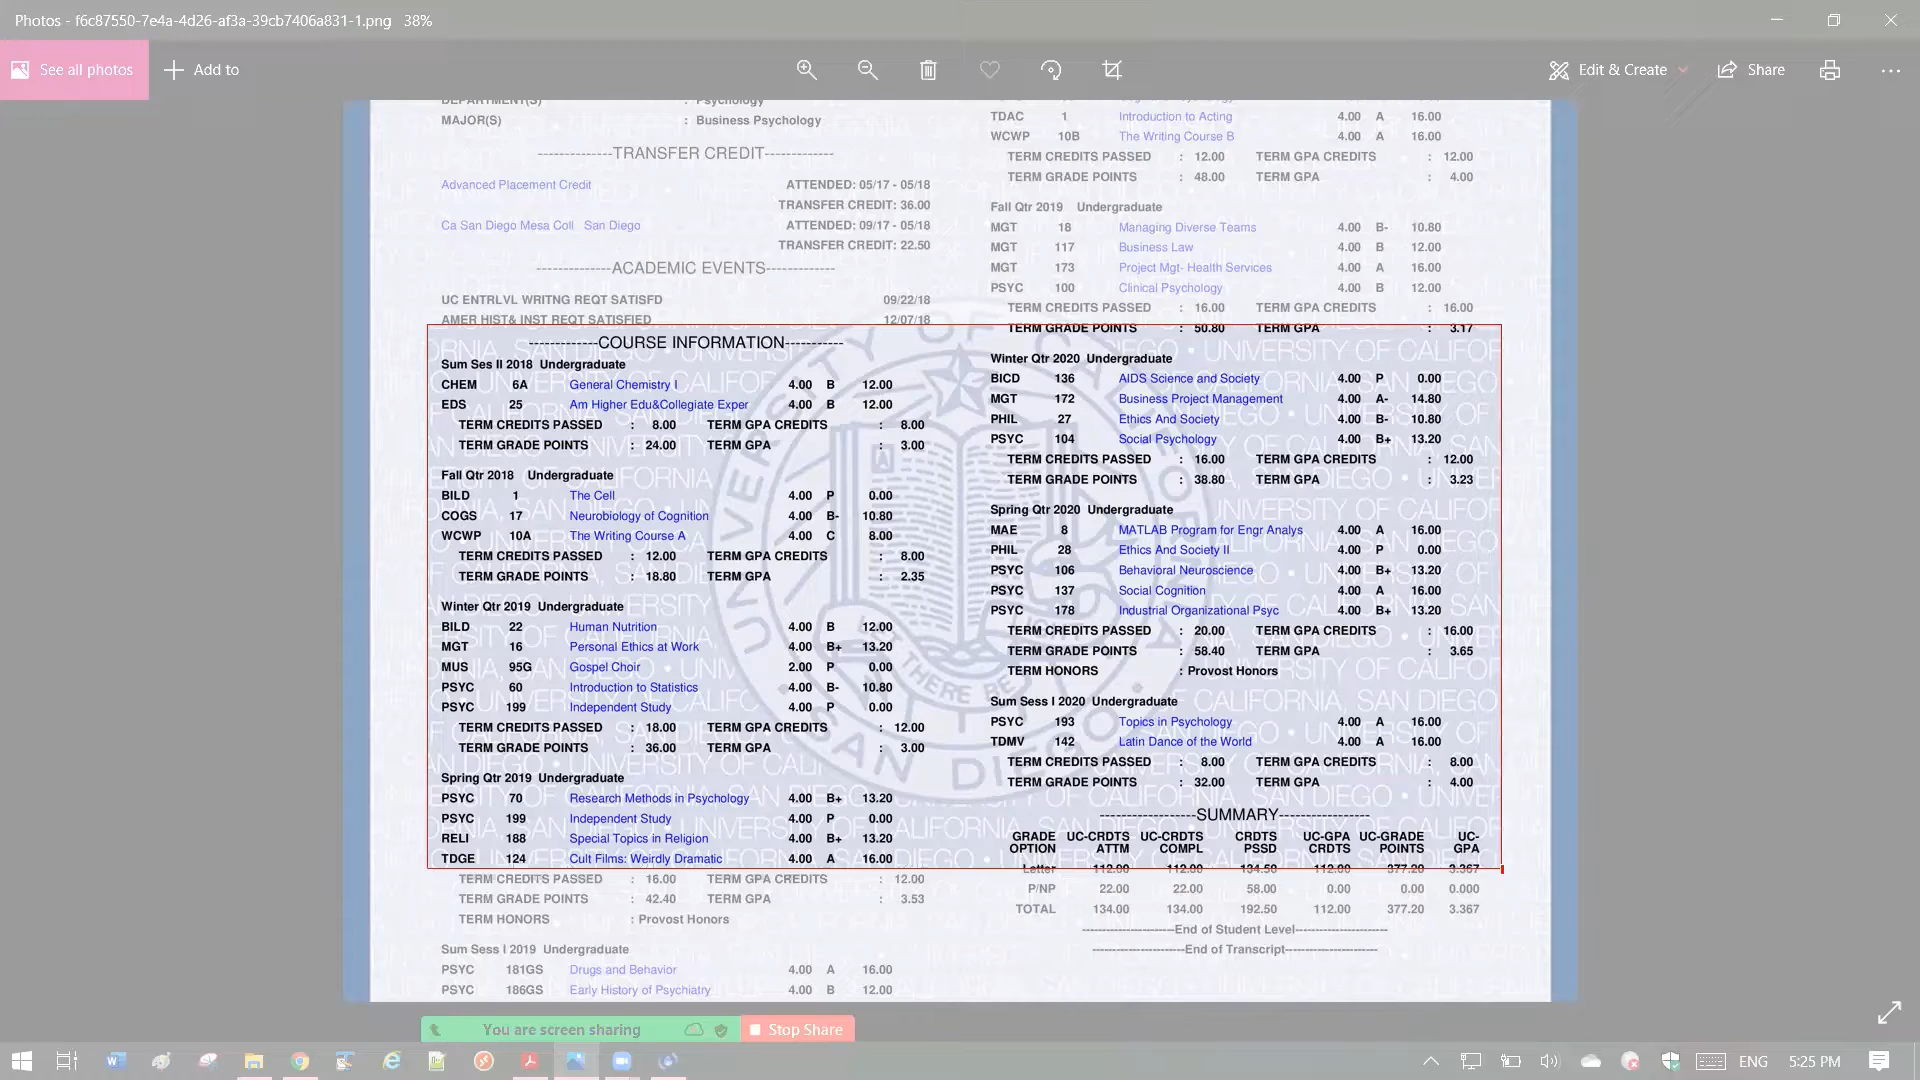 Photos - f6c87550-7e4a-4d26-af3a-39cb7406a831-1.png   38%
See all photos   Add to   Edit & Create   Share
DEPARTMENT(S) : Psychology
MAJOR(S) : Business Psychology
--------------TRANSFER CREDIT-------------
Advanced Placement Credit ATTENDED: 05/17 - 05/18
TRANSFER CREDIT: 36.00
Ca San Diego Mesa Coll San Diego ATTENDED: 09/17 - 05/18
TRANSFER CREDIT: 22.50
--------------ACADEMIC EVENTS-------------
UC ENTRLVL WRITNG REQT SATISFD 09/22/18
AMER HIST& INST REQT SATISFIED 12/07/18
-------------COURSE INFORMATION-----------
Sum Ses II 2018 Undergraduate
CHEM 6A General Chemistry I 4.00 B 12.00
EDS 25 Am Higher Edu&Collegiate Exper 4.00 B 12.00
TERM CREDITS PASSED : 8.00 TERM GPA CREDITS : 8.00
TERM GRADE POINTS : 24.00 TERM GPA : 3.00
Fall Qtr 2018 Undergraduate
BILD 1 The Cell 4.00 P 0.00
COGS 17 Neurobiology of Cognition 4.00 B- 10.80
WCWP 10A The Writing Course A 4.00 C 8.00
TERM CREDITS PASSED : 12.00 TERM GPA CREDITS : 8.00
TERM GRADE POINTS : 18.80 TERM GPA : 2.35
Winter Qtr 2019 Undergraduate
BILD 22 Human Nutrition 4.00 B 12.00
MGT 16 Personal Ethics at Work 4.00 B+ 13.20
MUS 95G Gospel Choir 2.00 P 0.00
PSYC 60 Introduction to Statistics 4.00 B- 10.80
PSYC 199 Independent Study 4.00 P 0.00
TERM CREDITS PASSED : 18.00 TERM GPA CREDITS : 12.00
TERM GRADE POINTS : 36.00 TERM GPA : 3.00
Spring Qtr 2019 Undergraduate
PSYC 70 Research Methods in Psychology 4.00 B+ 13.20
PSYC 199 Independent Study 4.00 P 0.00
RELI 188 Special Topics in Religion 4.00 B+ 13.20
TDGE 124 Cult Films: Weirdly Dramatic 4.00 A 16.00
TERM CREDITS PASSED : 16.00 TERM GPA CREDITS : 12.00
TERM GRADE POINTS : 42.40 TERM GPA : 3.53
TERM HONORS : Provost Honors
Sum Sess I 2019 Undergraduate
PSYC 181GS Drugs and Behavior 4.00 A 16.00
PSYC 186GS Early History of Psychiatry 4.00 B 12.00
TDAC 1 Introduction to Acting 4.00 A 16.00
WCWP 10B The Writing Course B 4.00 A 16.00
TERM CREDITS PASSED : 12.00 TERM GPA CREDITS : 12.00
TERM GRADE POINTS : 48.00 TERM GPA : 4.00
Fall Qtr 2019 Undergraduate
MGT 18 Managing Diverse Teams 4.00 B- 10.80
MGT 117 Business Law 4.00 B 12.00
MGT 173 Project Mgt- Health Services 4.00 A 16.00
PSYC 100 Clinical Psychology 4.00 B 12.00
TERM CREDITS PASSED : 16.00 TERM GPA CREDITS : 16.00
TERM GRADE POINTS : 50.80 TERM GPA : 3.17
Winter Qtr 2020 Undergraduate
BICD 136 AIDS Science and Society 4.00 P 0.00
MGT 172 Business Project Management 4.00 A- 14.80
PHIL 27 Ethics And Society 4.00 B- 10.80
PSYC 104 Social Psychology 4.00 B+ 13.20
TERM CREDITS PASSED : 16.00 TERM GPA CREDITS : 12.00
TERM GRADE POINTS : 38.80 TERM GPA : 3.23
Spring Qtr 2020 Undergraduate
MAE 8 MATLAB Program for Engr Analys 4.00 A 16.00
PHIL 28 Ethics And Society II 4.00 P 0.00
PSYC 106 Behavioral Neuroscience 4.00 B+ 13.20
PSYC 137 Social Cognition 4.00 A 16.00
PSYC 178 Industrial Organizational Psyc 4.00 B+ 13.20
TERM CREDITS PASSED : 20.00 TERM GPA CREDITS : 16.00
TERM GRADE POINTS : 58.40 TERM GPA : 3.65
TERM HONORS : Provost Honors
Sum Sess I 2020 Undergraduate
PSYC 193 Topics in Psychology 4.00 A 16.00
TDMV 142 Latin Dance of the World 4.00 A 16.00
TERM CREDITS PASSED : 8.00 TERM GPA CREDITS : 8.00
TERM GRADE POINTS : 32.00 TERM GPA : 4.00
------------------SUMMARY-----------------
GRADE UC-CRDTS UC-CRDTS CRDTS UC-GPA UC-GRADE UC-
OPTION ATTM COMPL PSSD CRDTS POINTS GPA
Letter 112.00 112.00 134.50 112.00 377.20 3.367
P/NP 22.00 22.00 58.00 0.00 0.00 0.000
TOTAL 134.00 134.00 192.50 112.00 377.20 3.367
----------------------End of Student Level----------------------
----------------------End of Transcript----------------------
You are screen sharing   Stop Share
ENG   5:25 PM